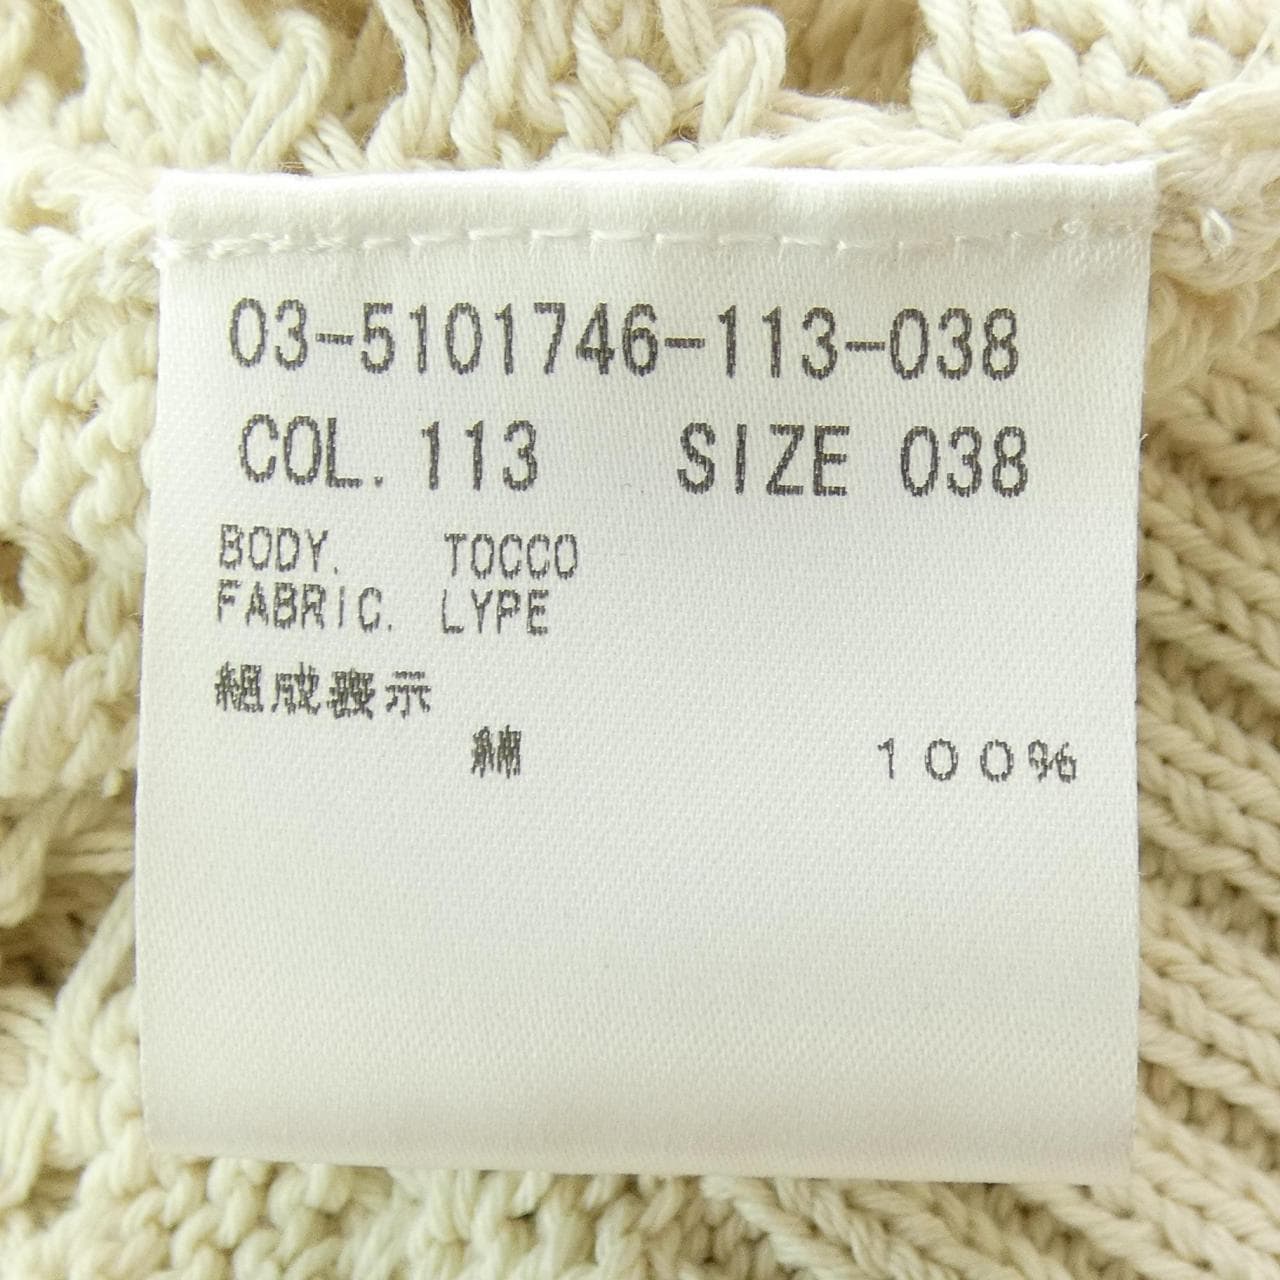 03-5101746-113-038
COL. 113 SIZE 038
BODY. TOCCO
FABRIC. LYPE
組成表示
綿 100%